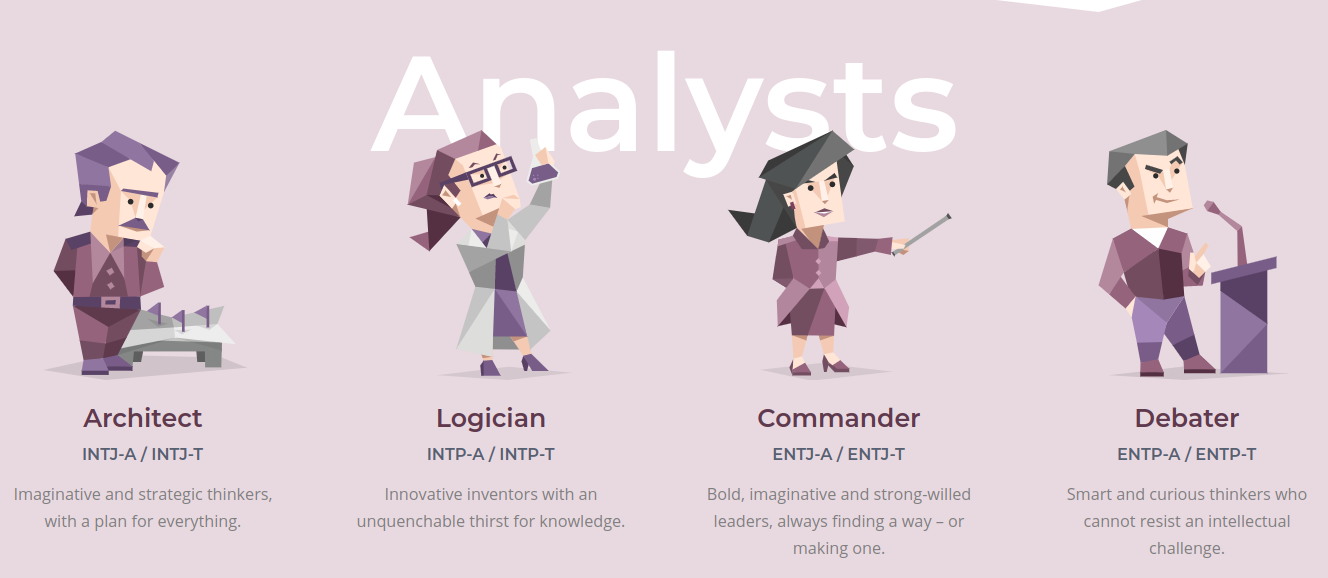 Analysts
Architect
INTJ-A / INTJ-T
Imaginative and strategic thinkers,
with a plan for everything.
Logician
INTP-A / INTP-T
Innovative inventors with an
unquenchable thirst for knowledge.
Commander
ENTJ-A / ENTJ-T
Bold, imaginative and strong-willed
leaders, always finding a way – or
making one.
Debater
ENTP-A / ENTP-T
Smart and curious thinkers who
cannot resist an intellectual
challenge.